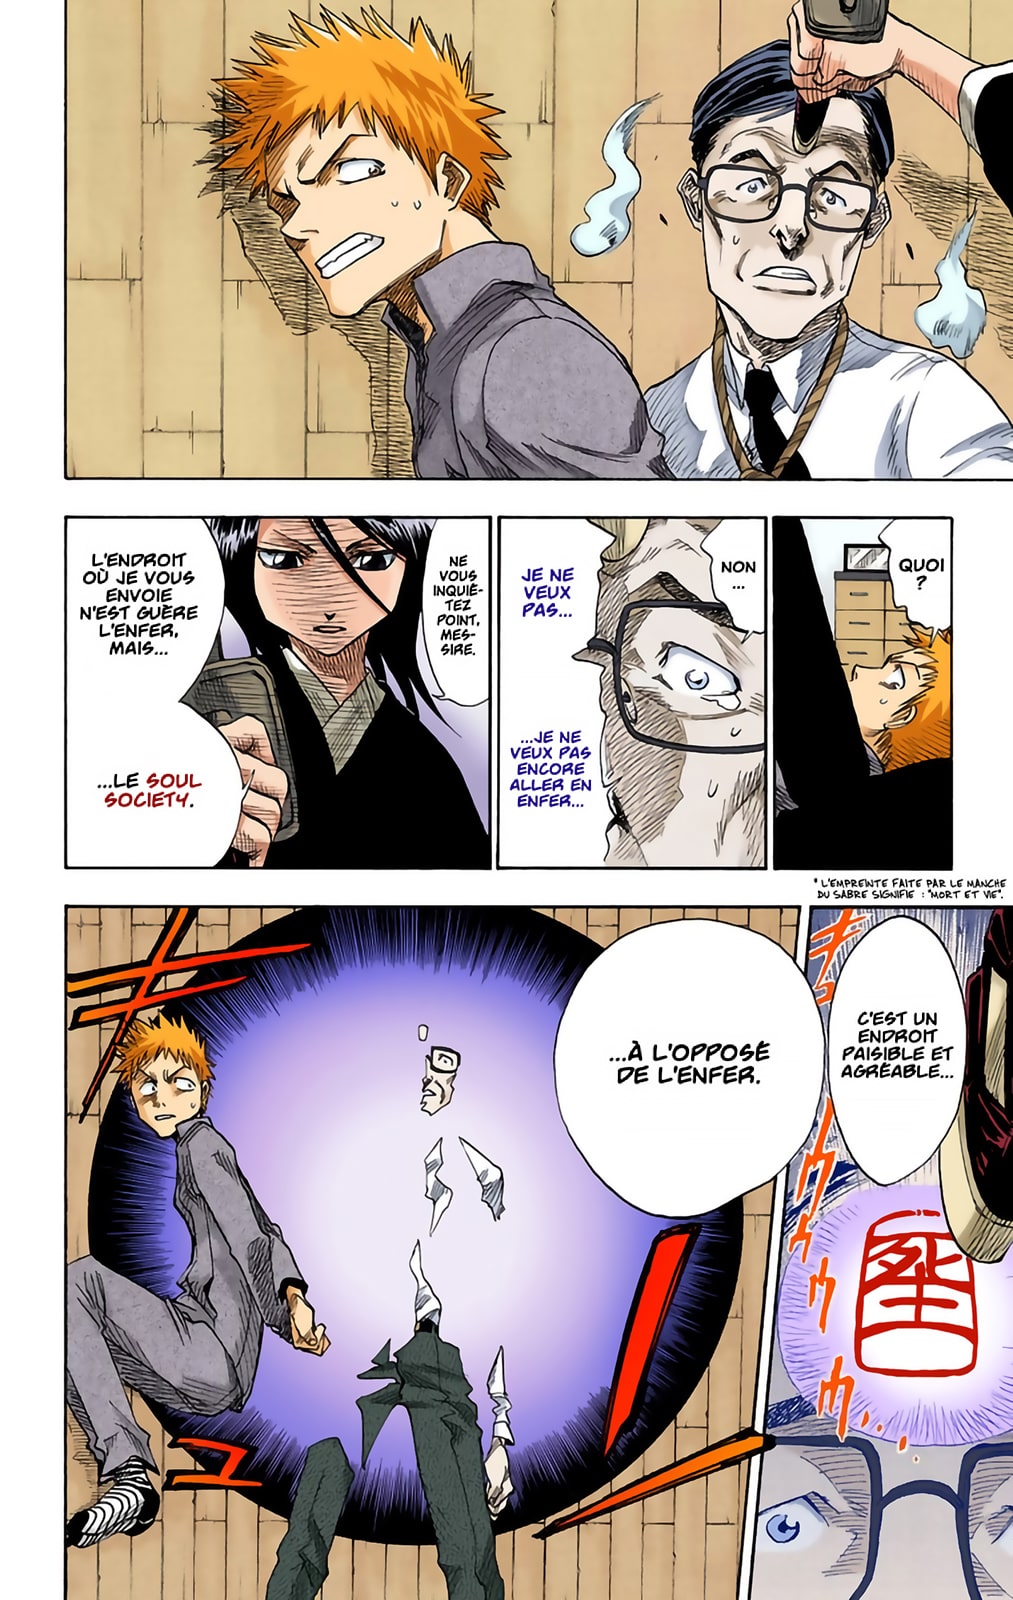 QUOI
?
NON
...
JE NE
VEUX
PAS...
...JE NE
VEUX PAS
ENCORE
ALLER EN
ENFER...
NE
VOUS
INQUIÉ-
TEZ
POINT,
MES-
SIRE.
L'ENDROIT
OÙ JE VOUS
ENVOIE
N'EST GUÈRE
L'ENFER,
MAIS...
...LE SOUL
SOCIETY.
* L'EMPREINTE FAITE PAR LE MANCHE
DU SABRE SIGNIFIE : "MORT ET VIE".
C'EST UN
ENDROIT
PAISIBLE ET
AGRÉABLE...
死生
...À L'OPPOSÉ
DE L'ENFER.